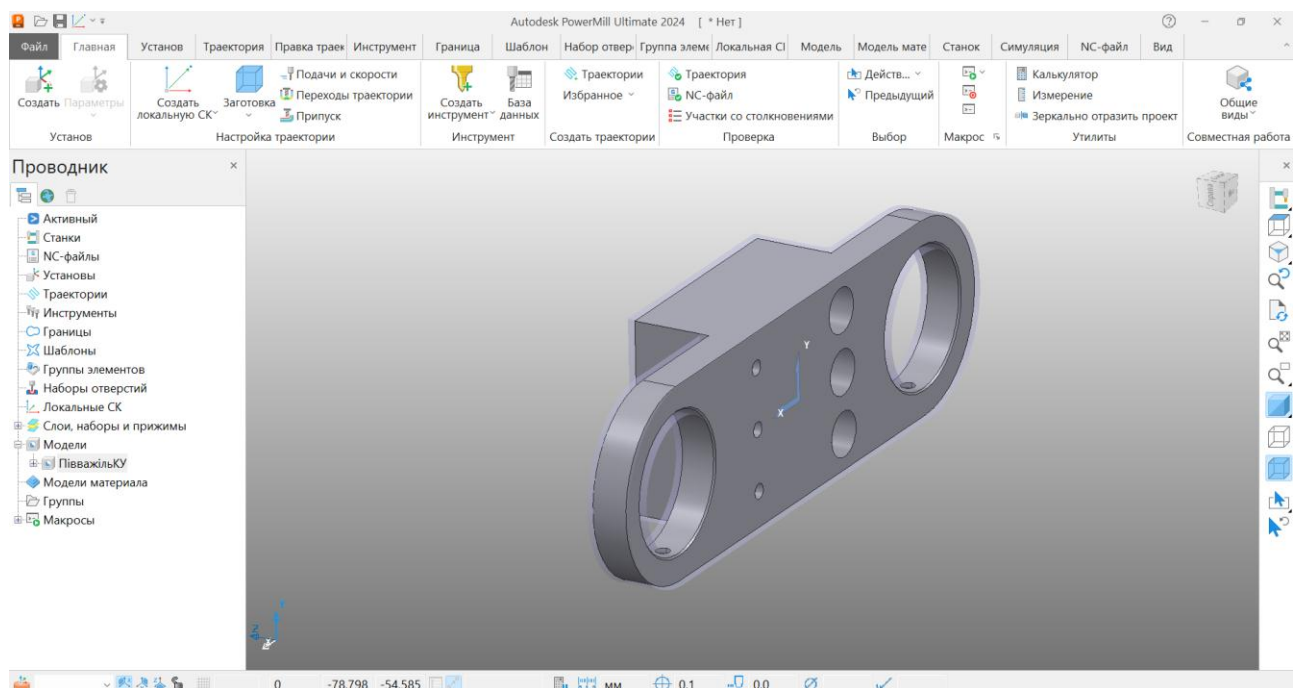 Autodesk PowerMill Ultimate 2024 [ * Нет ]
Файл Главная Установ Траектория Правка траек Инструмент Граница Шаблон Набор отвер Группа элеме Локальная СІ Модель Модель мате Станок Симуляция NC-файл Вид
Создать Параметры
Установ
Создать локальную СК
Заготовка
Подачи и скорости
Переходы траектории
Припуск
Настройка траектории
Создать инструмент
База данных
Инструмент
Траектории
Избранное
Создать траектории
Траектория
NC-файл
Участки со столкновениями
Проверка
Действ...
Предыдущий
Выбор
Макрос
Калькулятор
Измерение
Зеркально отразить проект
Утилиты
Общие виды
Совместная работа
Проводник
Активный
Станки
NC-файлы
Установы
Траектории
Инструменты
Границы
Шаблоны
Группы элементов
Наборы отверстий
Локальные СК
Слои, наборы и прижимы
Модели
ПівважільКУ
Модели материала
Группы
Макросы
Справа
Y
X
Y
Z
0 -78.798 -54.585 мм 0.1 0.0